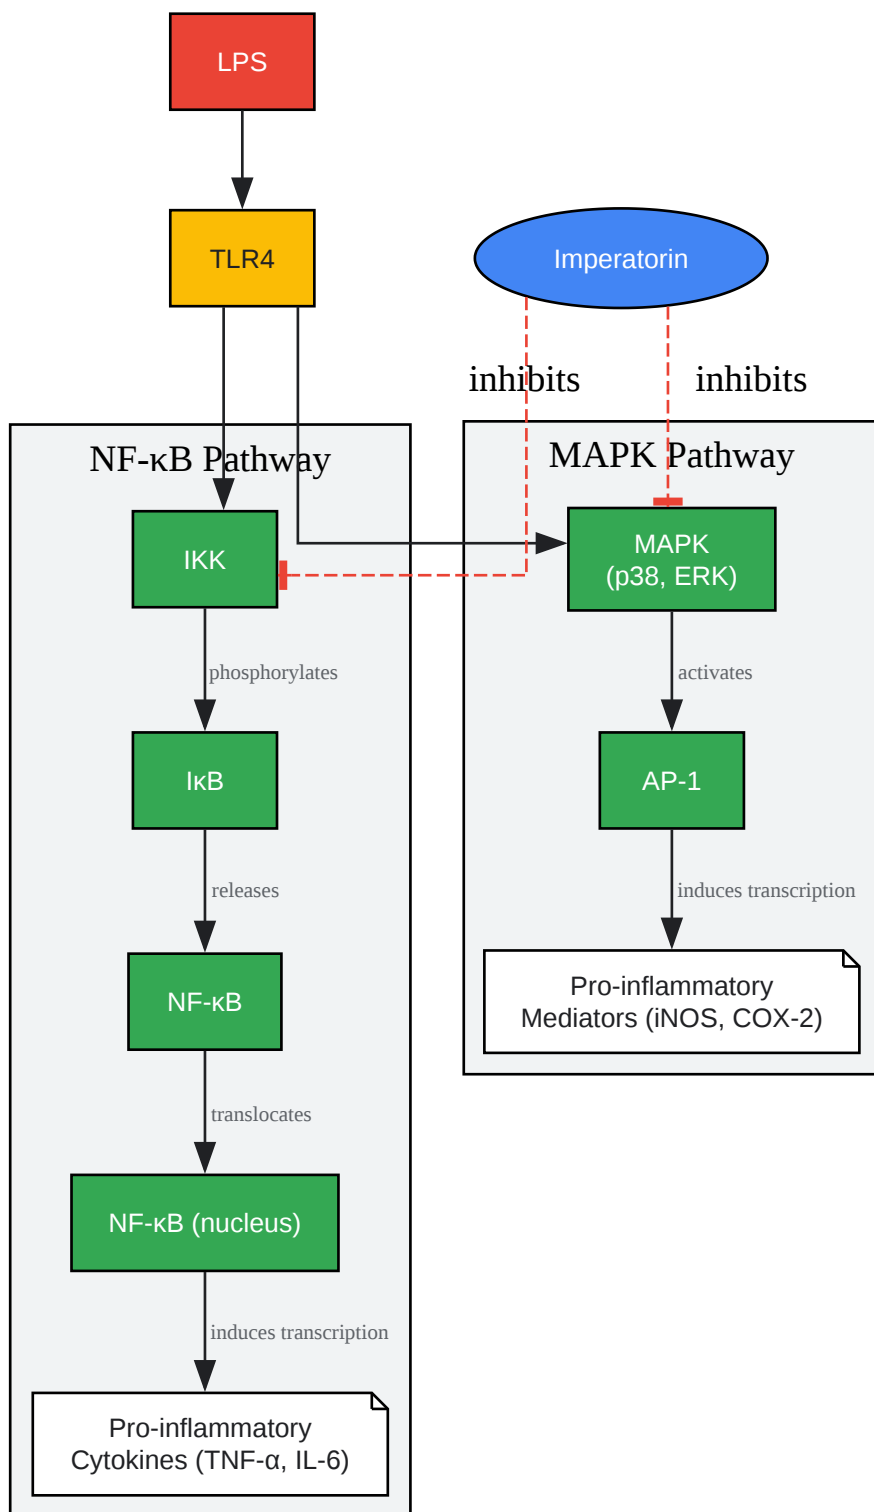 LPS
TLR4
Imperatorin
inhibits
inhibits
NF-κB Pathway
MAPK Pathway
IKK
MAPK
(p38, ERK)
phosphorylates
activates
IκB
AP-1
releases
induces transcription
NF-κB
Pro-inflammatory
Mediators (iNOS, COX-2)
translocates
NF-κB (nucleus)
induces transcription
Pro-inflammatory
Cytokines (TNF-α, IL-6)